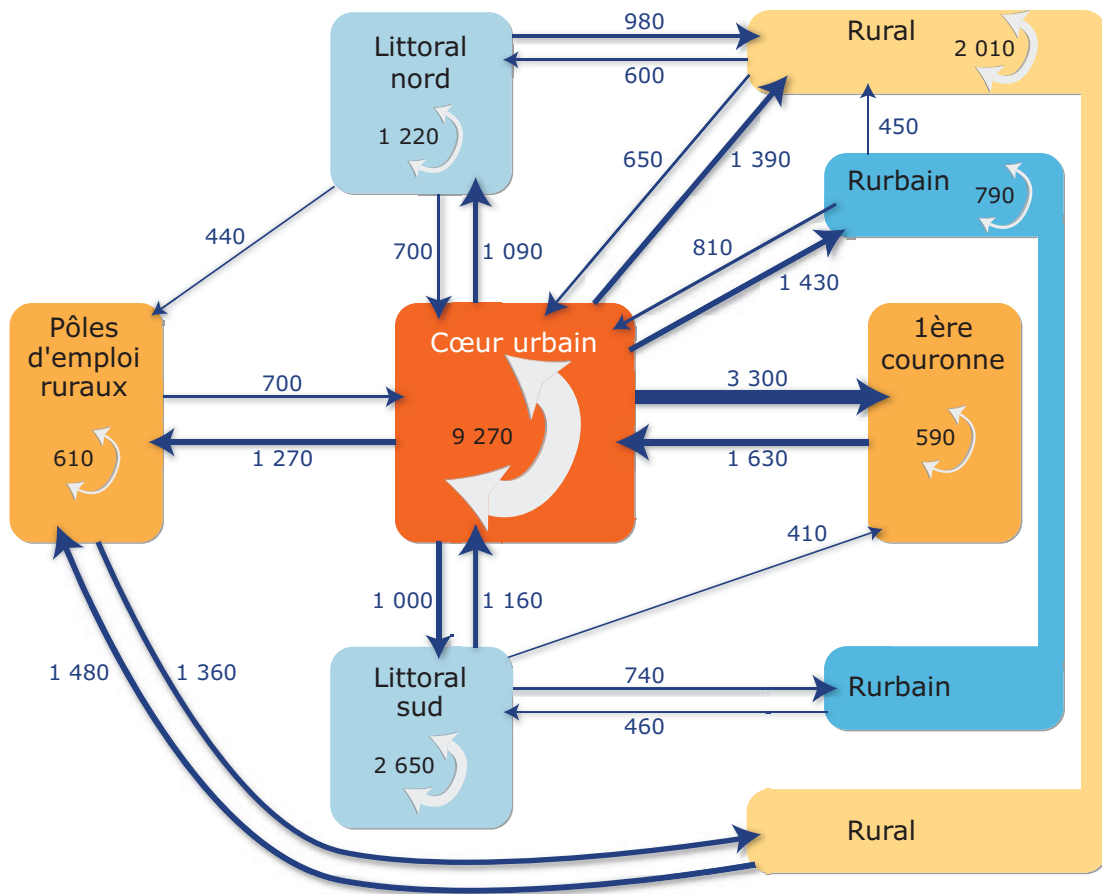 Littoral
nord
1 220
980
600
Rural
2 010
450
650
1 390
Rurbain
790
440
700
1 090
810
1 430
Pôles
d'emploi
ruraux
610
700
1 270
Cœur urbain
9 270
3 300
1 630
1ère
couronne
590
410
1 000
1 160
Littoral
sud
2 650
740
460
Rurbain
1 480
1 360
Rural